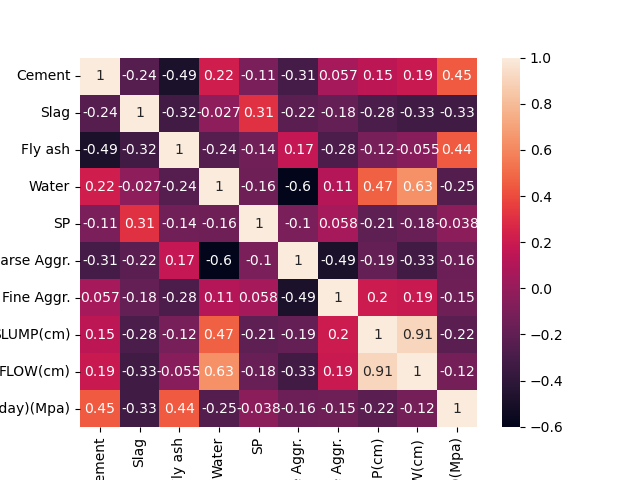 Cement 1 -0.24 -0.49 0.22 -0.11 -0.31 0.057 0.15 0.19 0.45
Slag -0.24 1 -0.32 -0.027 0.31 -0.22 -0.18 -0.28 -0.33 -0.33
Fly ash -0.49 -0.32 1 -0.24 -0.14 0.17 -0.28 -0.12 -0.055 0.44
Water 0.22 -0.027 -0.24 1 -0.16 -0.6 0.11 0.47 0.63 -0.25
SP -0.11 0.31 -0.14 -0.16 1 -0.1 0.058 -0.21 -0.18 -0.038
arse Aggr. -0.31 -0.22 0.17 -0.6 -0.1 1 -0.49 -0.19 -0.33 -0.16
Fine Aggr. 0.057 -0.18 -0.28 0.11 0.058 -0.49 1 0.2 0.19 -0.15
SLUMP(cm) 0.15 -0.28 -0.12 0.47 -0.21 -0.19 0.2 1 0.91 -0.22
FLOW(cm) 0.19 -0.33 -0.055 0.63 -0.18 -0.33 0.19 0.91 1 -0.12
day)(Mpa) 0.45 -0.33 0.44 -0.25 -0.038 -0.16 -0.15 -0.22 -0.12 1
ement
Slag
ly ash
Water
SP
Aggr.
Aggr.
P(cm)
W(cm)
)(Mpa)
1.0
0.8
0.6
0.4
0.2
0.0
−0.2
−0.4
−0.6